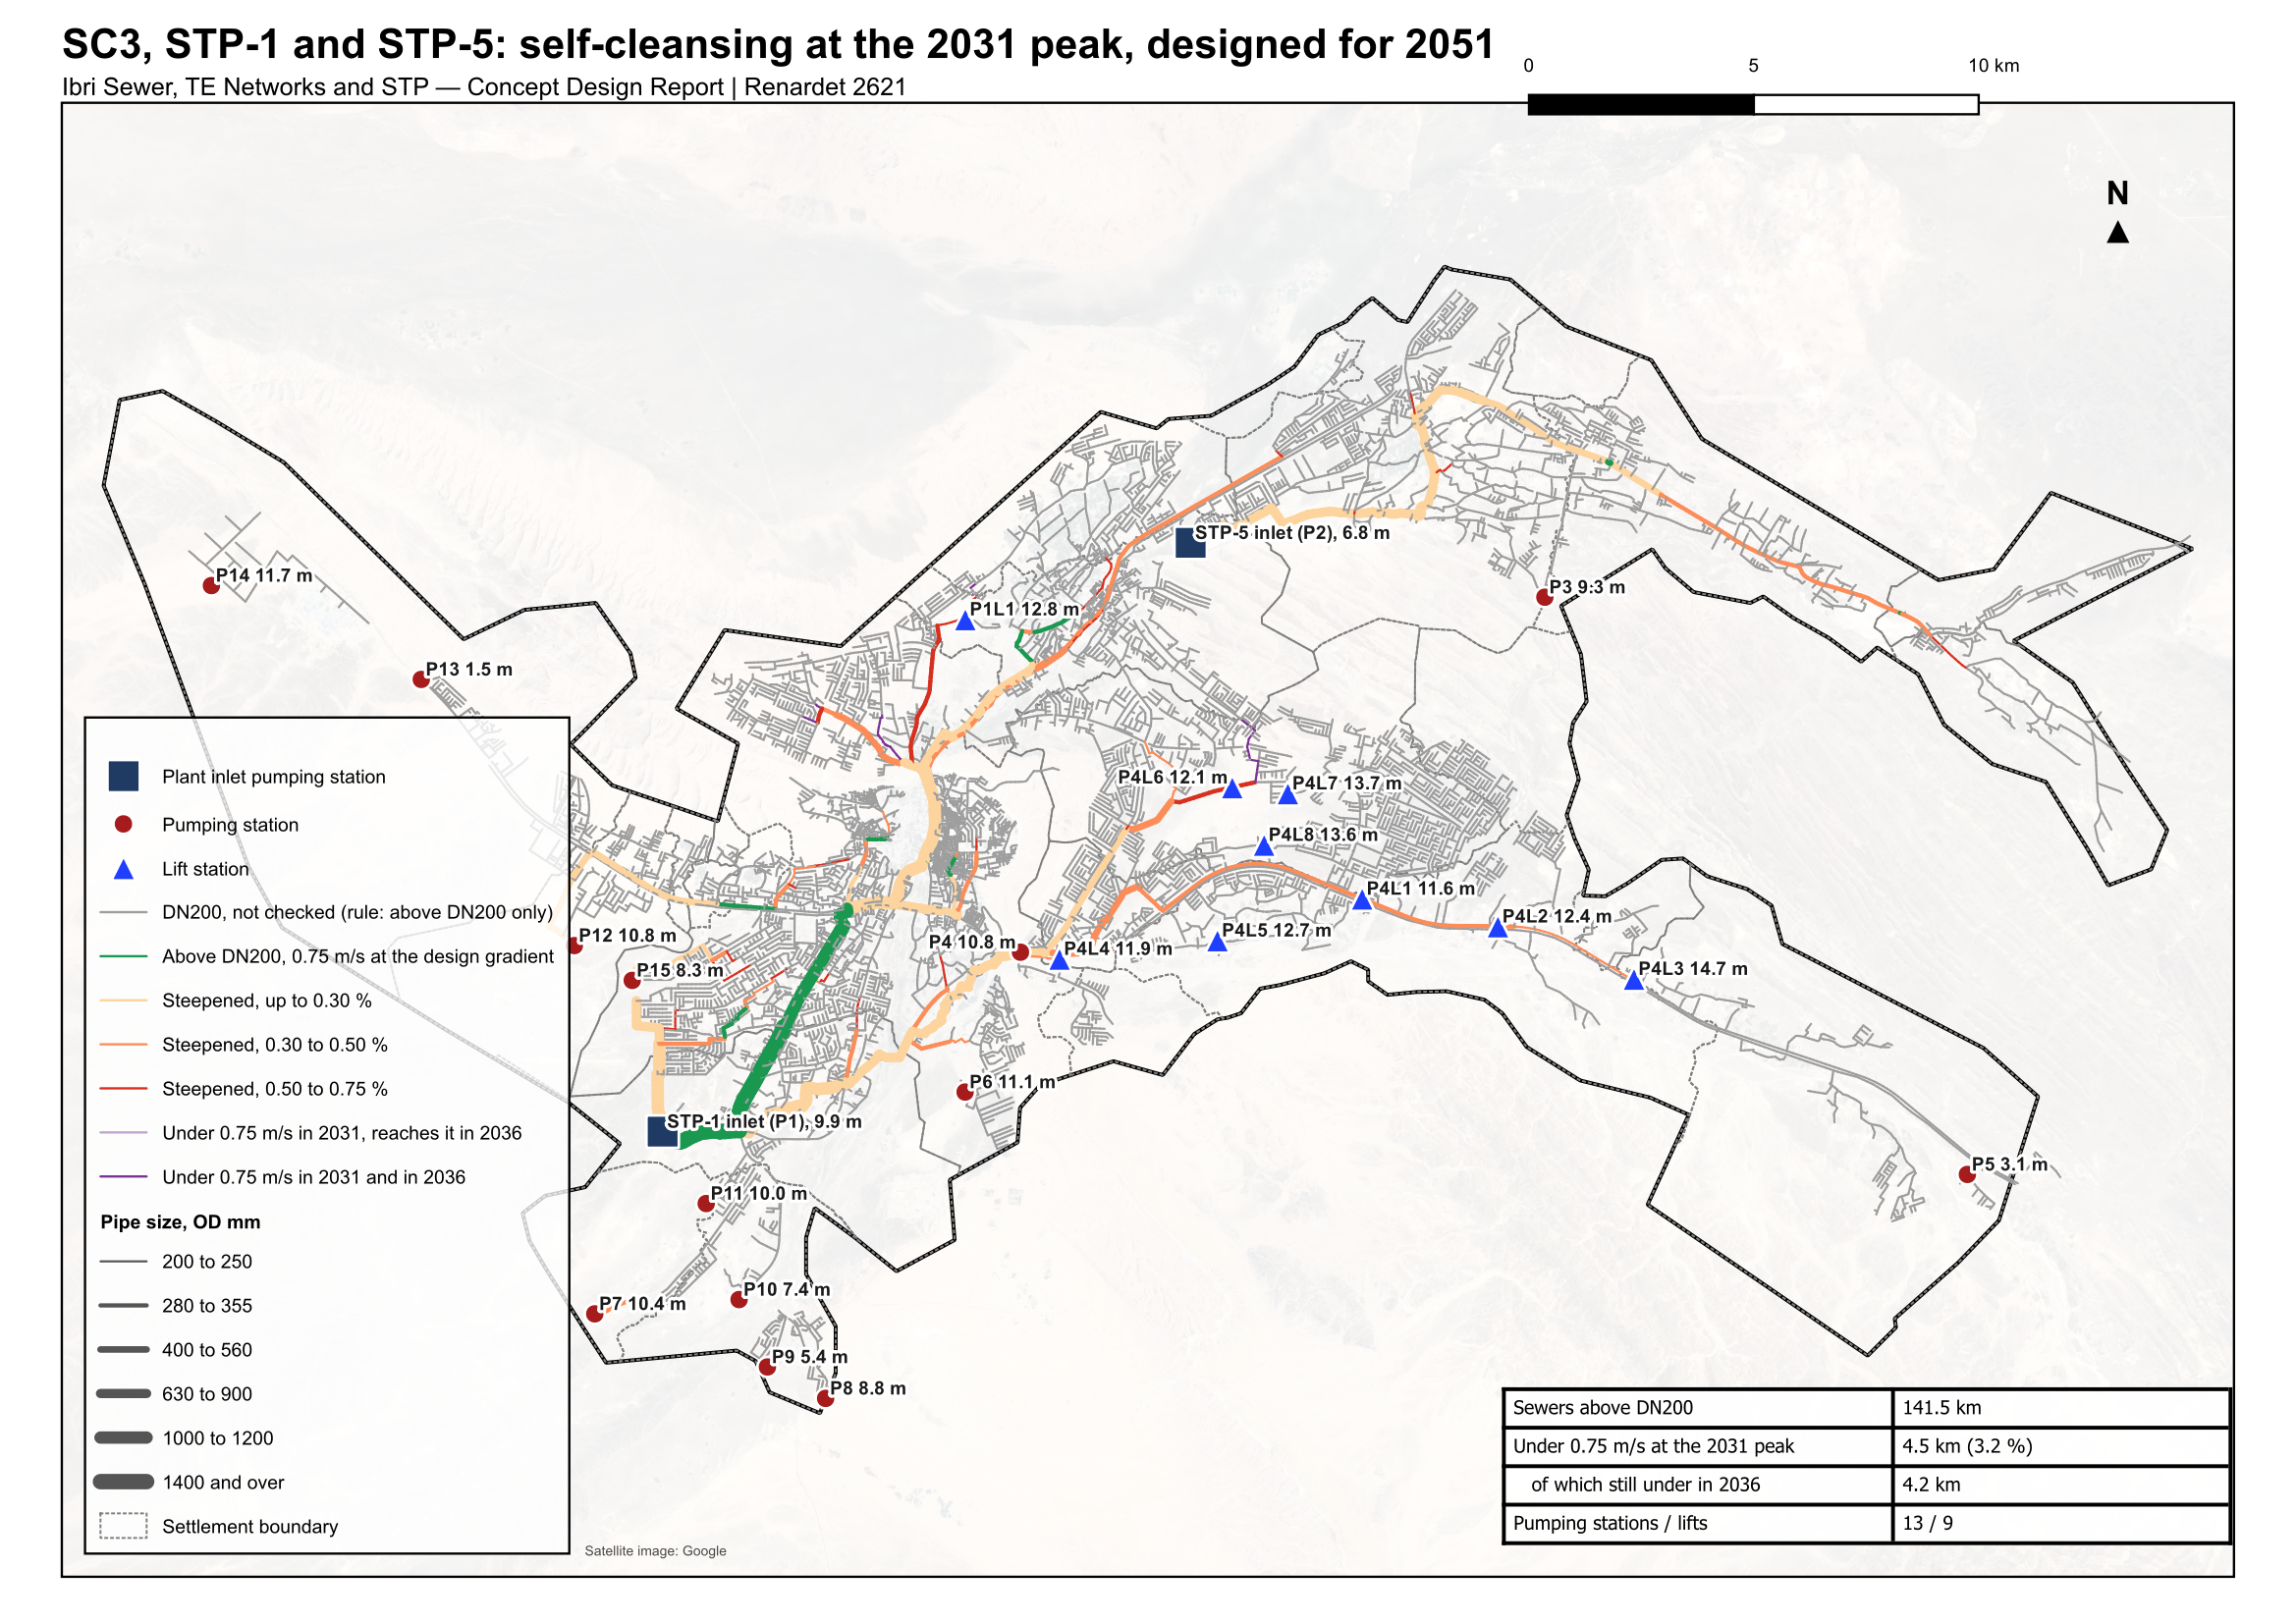 SC3, STP-1 and STP-5: self-cleansing at the 2031 peak, designed for 2051
Ibri Sewer, TE Networks and STP — Concept Design Report | Renardet 2621
0 5 10 km
N
STP-5 inlet (P2), 6.8 m
P14 11.7 m
P3 9.3 m
P1L1 12.8 m
P13 1.5 m
P4L6 12.1 m
P4L7 13.7 m
P4L8 13.6 m
P4L1 11.6 m
P4L2 12.4 m
P4L5 12.7 m
P12 10.8 m
P4 10.8 m
P4L4 11.9 m
P15 8.3 m
P4L3 14.7 m
P6 11.1 m
STP-1 inlet (P1), 9.9 m
P5 3.1 m
P11 10.0 m
P10 7.4 m
P7 10.4 m
P9 5.4 m
P8 8.8 m
Plant inlet pumping station
Pumping station
Lift station
DN200, not checked (rule: above DN200 only)
Above DN200, 0.75 m/s at the design gradient
Steepened, up to 0.30 %
Steepened, 0.30 to 0.50 %
Steepened, 0.50 to 0.75 %
Under 0.75 m/s in 2031, reaches it in 2036
Under 0.75 m/s in 2031 and in 2036
Pipe size, OD mm
200 to 250
280 to 355
400 to 560
630 to 900
1000 to 1200
1400 and over
Settlement boundary
Satellite image: Google
Sewers above DN200 141.5 km
Under 0.75 m/s at the 2031 peak 4.5 km (3.2 %)
of which still under in 2036 4.2 km
Pumping stations / lifts 13 / 9